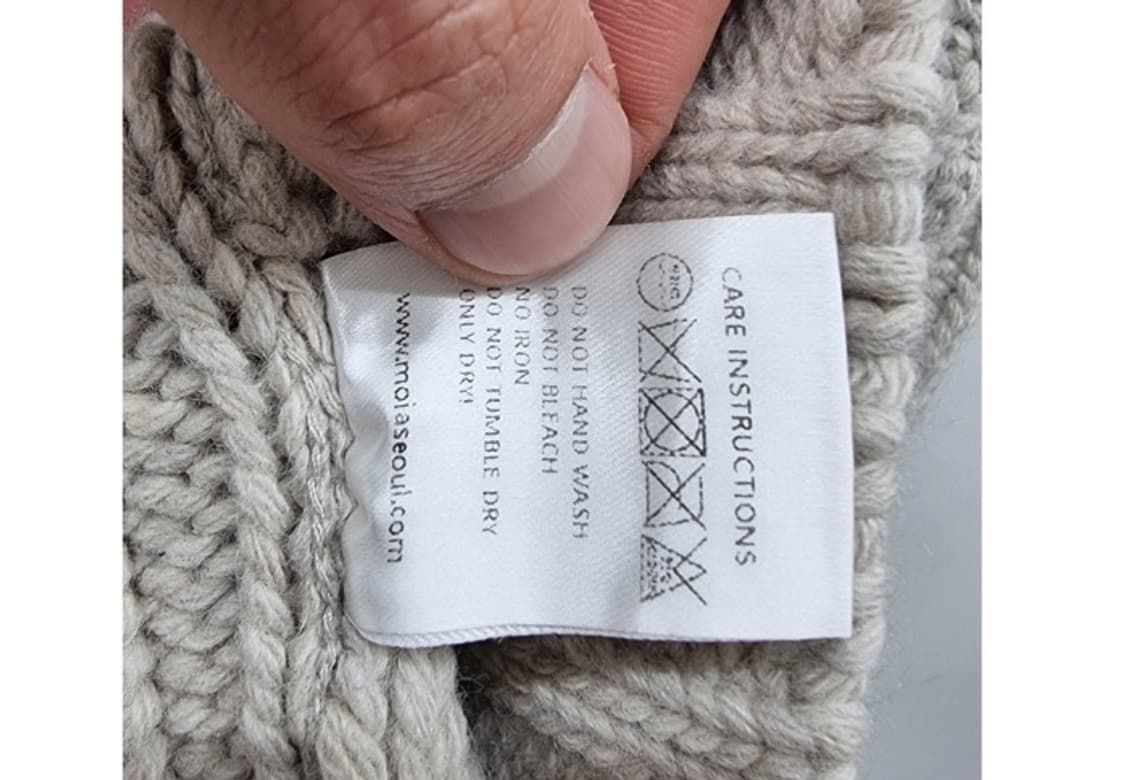 CARE INSTRUCTIONS
DO NOT HAND WASH
DO NOT BLEACH
NO IRON
DO NOT TUMBLE DRY
ONLY DRY!
www.moiaseoul.com